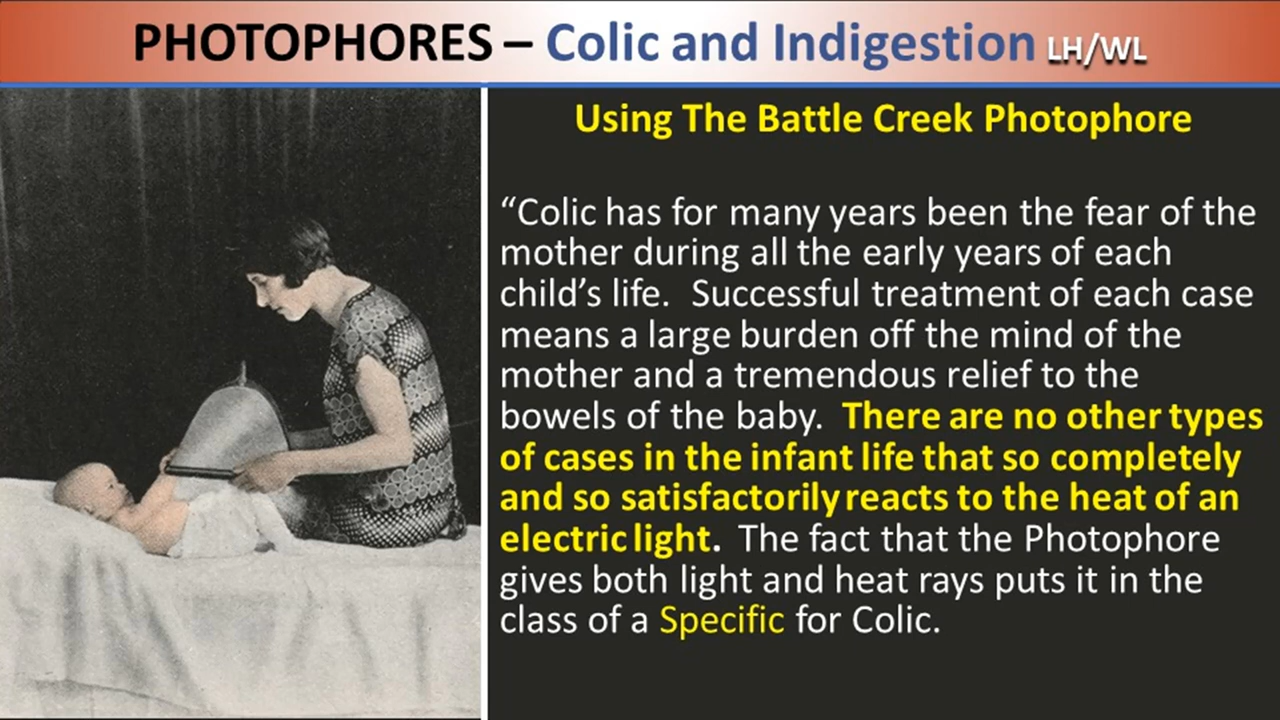 PHOTOPHORES – Colic and Indigestion LH/WL
Using The Battle Creek Photophore
“Colic has for many years been the fear of the
mother during all the early years of each
child’s life.  Successful treatment of each case
means a large burden off the mind of the
mother and a tremendous relief to the
bowels of the baby.  There are no other types
of cases in the infant life that so completely
and so satisfactorily reacts to the heat of an
electric light.  The fact that the Photophore
gives both light and heat rays puts it in the
class of a Specific for Colic.